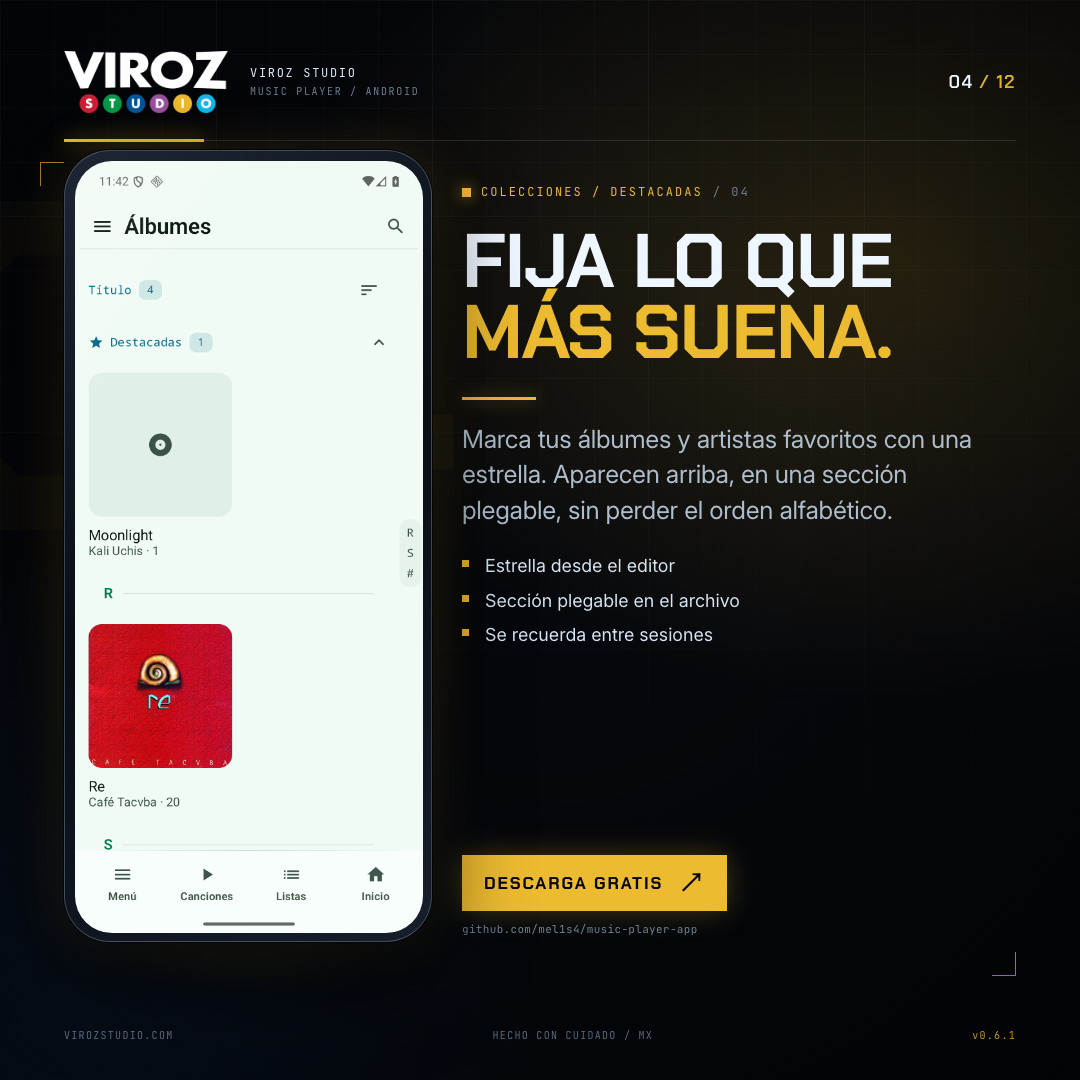 VIROZ
STUDIO
VIROZ STUDIO
MUSIC PLAYER / ANDROID
04 / 12
11:42
Álbumes
Título 4
Destacadas 1
Moonlight
Kali Uchis · 1
R
S
#
R
re
CAFE TACVBA
Re
Café Tacvba · 20
S
Menú
Canciones
Listas
Inicio
COLECCIONES / DESTACADAS / 04
FIJA LO QUE
MÁS SUENA.
Marca tus álbumes y artistas favoritos con una
estrella. Aparecen arriba, en una sección
plegable, sin perder el orden alfabético.
Estrella desde el editor
Sección plegable en el archivo
Se recuerda entre sesiones
DESCARGA GRATIS
github.com/mel1s4/music-player-app
VIROZSTUDIO.COM
HECHO CON CUIDADO / MX
v0.6.1